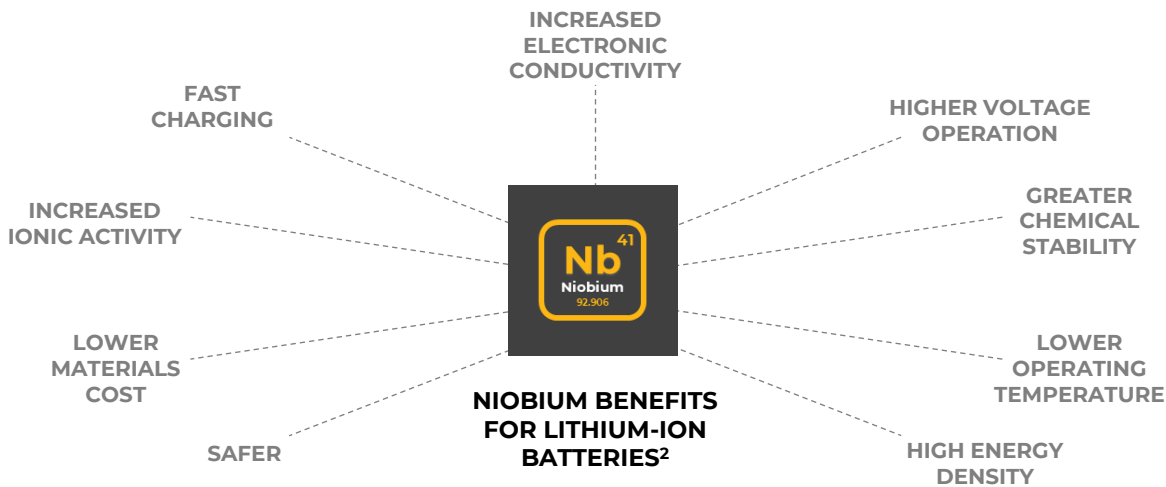 INCREASED
ELECTRONIC
CONDUCTIVITY
FAST
CHARGING
HIGHER VOLTAGE
OPERATION
INCREASED
IONIC ACTIVITY
GREATER
CHEMICAL
STABILITY
41
Nb
Niobium
92.906
LOWER
MATERIALS
COST
LOWER
OPERATING
TEMPERATURE
SAFER
NIOBIUM BENEFITS
FOR LITHIUM-ION
BATTERIES²
HIGH ENERGY
DENSITY